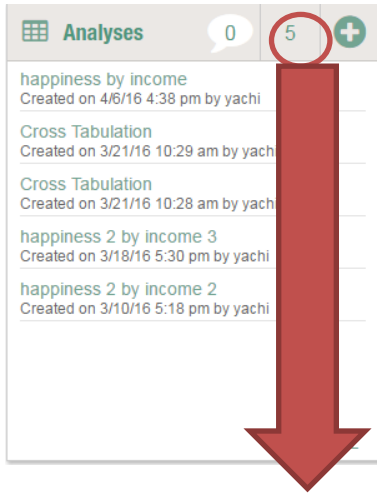 Analyses 0 5
happiness by income
Created on 4/6/16 4:38 pm by yachi
Cross Tabulation
Created on 3/21/16 10:29 am by yachi
Cross Tabulation
Created on 3/21/16 10:28 am by yachi
happiness 2 by income 3
Created on 3/18/16 5:30 pm by yachi
happiness 2 by income 2
Created on 3/10/16 5:18 pm by yachi